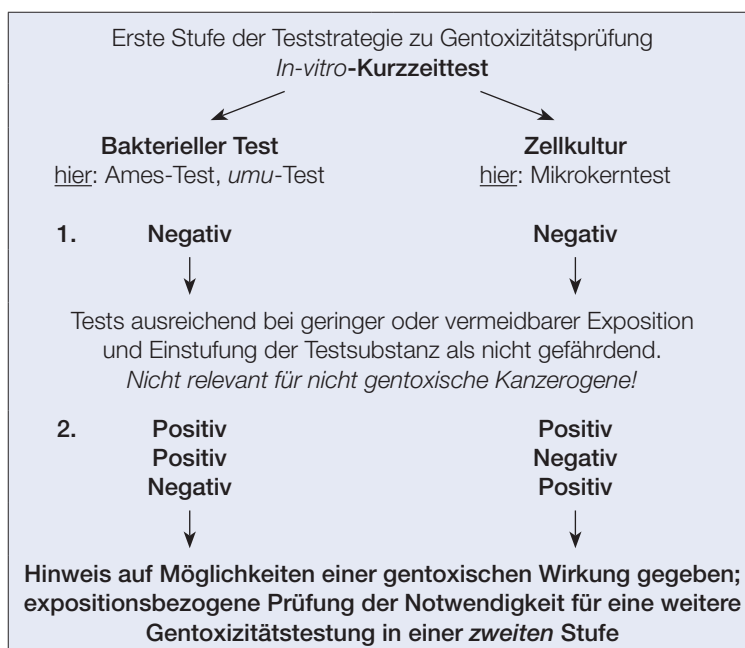 Erste Stufe der Teststrategie zu Gentoxizitätsprüfung
In-vitro-Kurzzeittest
Bakterieller Test Zellkultur
hier: Ames-Test, umu-Test hier: Mikrokerntest
1. Negativ Negativ
Tests ausreichend bei geringer oder vermeidbarer Exposition
und Einstufung der Testsubstanz als nicht gefährdend.
Nicht relevant für nicht gentoxische Kanzerogene!
2. Positiv Positiv
Positiv Negativ
Negativ Positiv
Hinweis auf Möglichkeiten einer gentoxischen Wirkung gegeben;
expositionsbezogene Prüfung der Notwendigkeit für eine weitere
Gentoxizitätstestung in einer zweiten Stufe